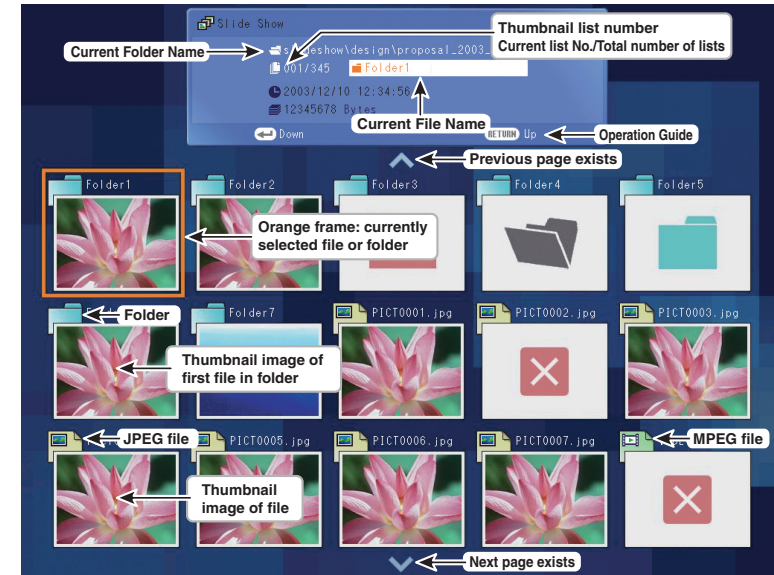 Slide Show
Thumbnail list number
Current list No./Total number of lists
Current Folder Name
\design\proposal_2003_
001/345
Folder1
2003/12/10 12:34:56
12345678 Bytes
Current File Name
Down
RETURN Up
Operation Guide
Previous page exists
Folder1
Folder2
Folder3
Folder4
Folder5
Orange frame: currently
selected file or folder
Folder
Folder7
PICT0001.jpg
PICT0002.jpg
PICT0003.jpg
Thumbnail image of
first file in folder
JPEG file
PICT0005.jpg
PICT0006.jpg
PICT0007.jpg
MPEG file
Thumbnail
image of file
Next page exists